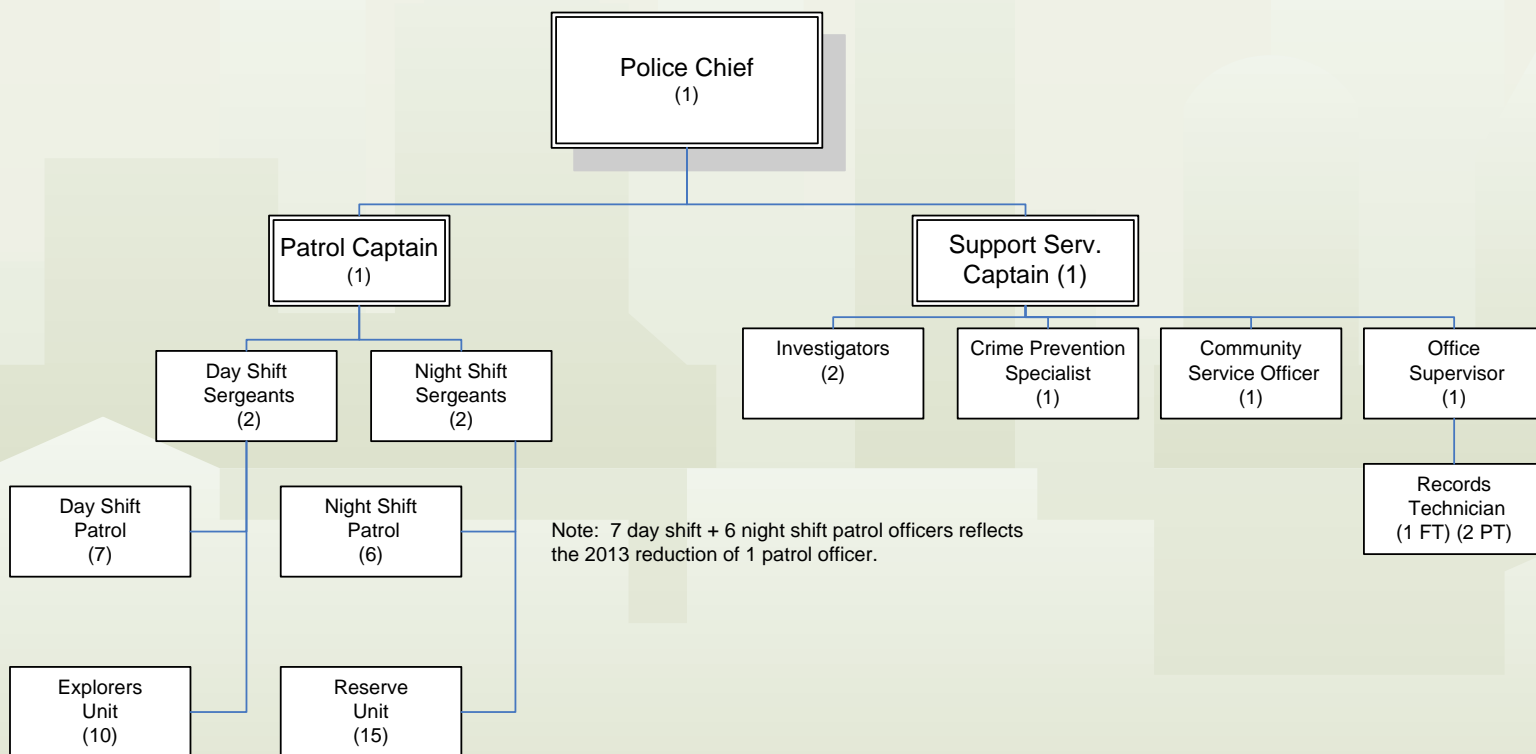 Police Chief
(1)
Patrol Captain
(1)
Support Serv.
Captain (1)
Day Shift
Sergeants
(2)
Night Shift
Sergeants
(2)
Investigators
(2)
Crime Prevention
Specialist
(1)
Community
Service Officer
(1)
Office
Supervisor
(1)
Day Shift
Patrol
(7)
Night Shift
Patrol
(6)
Note:  7 day shift + 6 night shift patrol officers reflects
the 2013 reduction of 1 patrol officer.
Records
Technician
(1 FT) (2 PT)
Explorers
Unit
(10)
Reserve
Unit
(15)